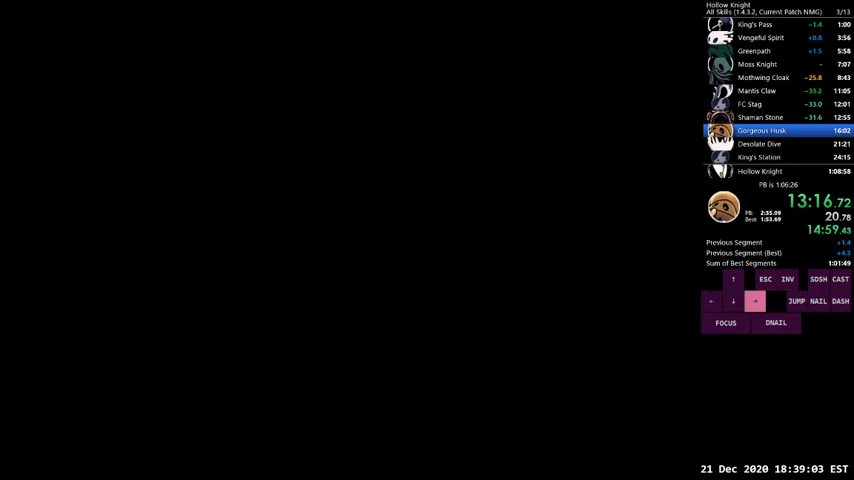 Hollow Knight
All Skills (1.4.3.2, Current Patch NMG) 3/13
King's Pass -1.4 1:00
Vengeful Spirit +0.8 3:56
Greenpath +1.5 5:58
Moss Knight - 7:07
Mothwing Cloak -25.8 8:43
Mantis Claw -33.2 11:05
FC Stag -33.0 12:01
Shaman Stone -31.6 12:55
Gorgeous Husk 16:02
Desolate Dive 21:21
King's Station 24:15
Hollow Knight 1:08:58
PB is 1:06:26
13:16.72
PB: 2:35.09 20.78
Best: 1:53.69
14:59.43
Previous Segment +1.4
Previous Segment (Best) +4.3
Sum of Best Segments 1:01:49
↑ ESC INV SDSH CAST
← ↓ → JUMP NAIL DASH
FOCUS DNAIL
21 Dec 2020 18:39:03 EST